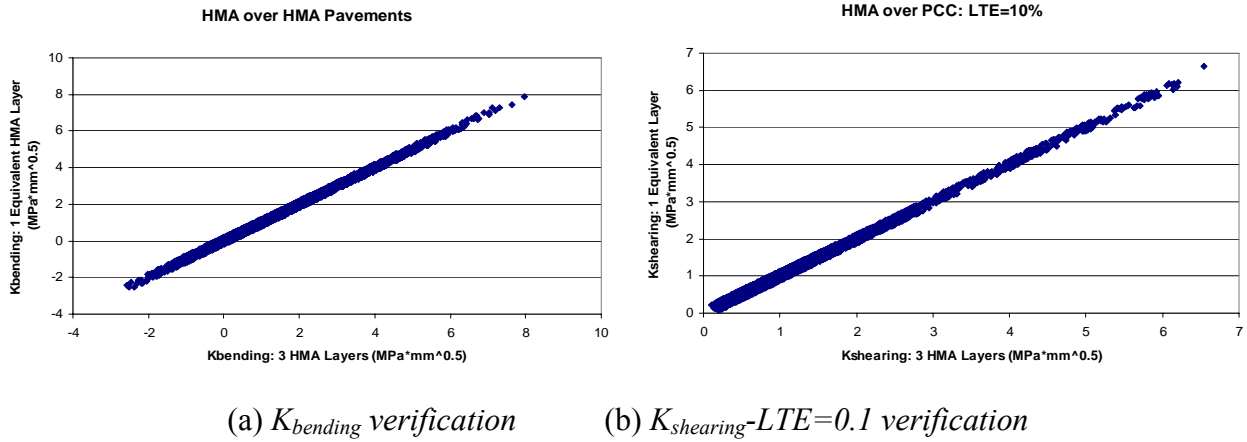 HMA over HMA Pavements
Kbending: 1 Equivalent HMA Layer
(MPa*mm^0.5)
10
8
6
4
2
0
-2
-4
-4 -2 0 2 4 6 8 10
Kbending: 3 HMA Layers (MPa*mm^0.5)
HMA over PCC: LTE=10%
Kshearing: 1 Equivalent Layer
(MPa*mm^0.5)
7
6
5
4
3
2
1
0
0 1 2 3 4 5 6 7
Kshearing: 3 HMA Layers (MPa*mm^0.5)
(a) Kbending verification (b) Kshearing-LTE=0.1 verification